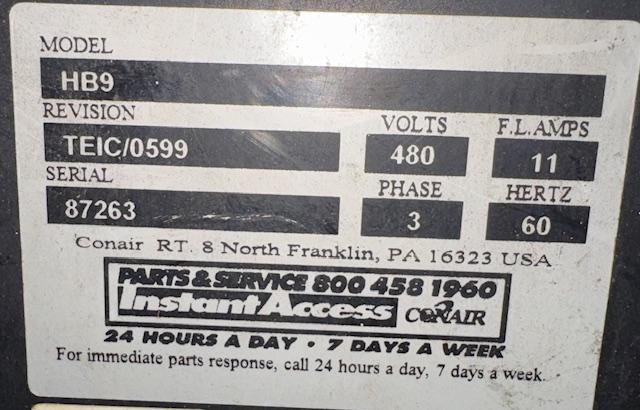 MODEL
HB9
REVISION
TEIC/0599
VOLTS
480
F.L.AMPS
11
SERIAL
87263
PHASE
3
HERTZ
60
Conair RT. 8 North Franklin, PA 16323 USA
PARTS & SERVICE 800 458 1960
Instant Access CONAIR
24 HOURS A DAY • 7 DAYS A WEEK
For immediate parts response, call 24 hours a day, 7 days a week.